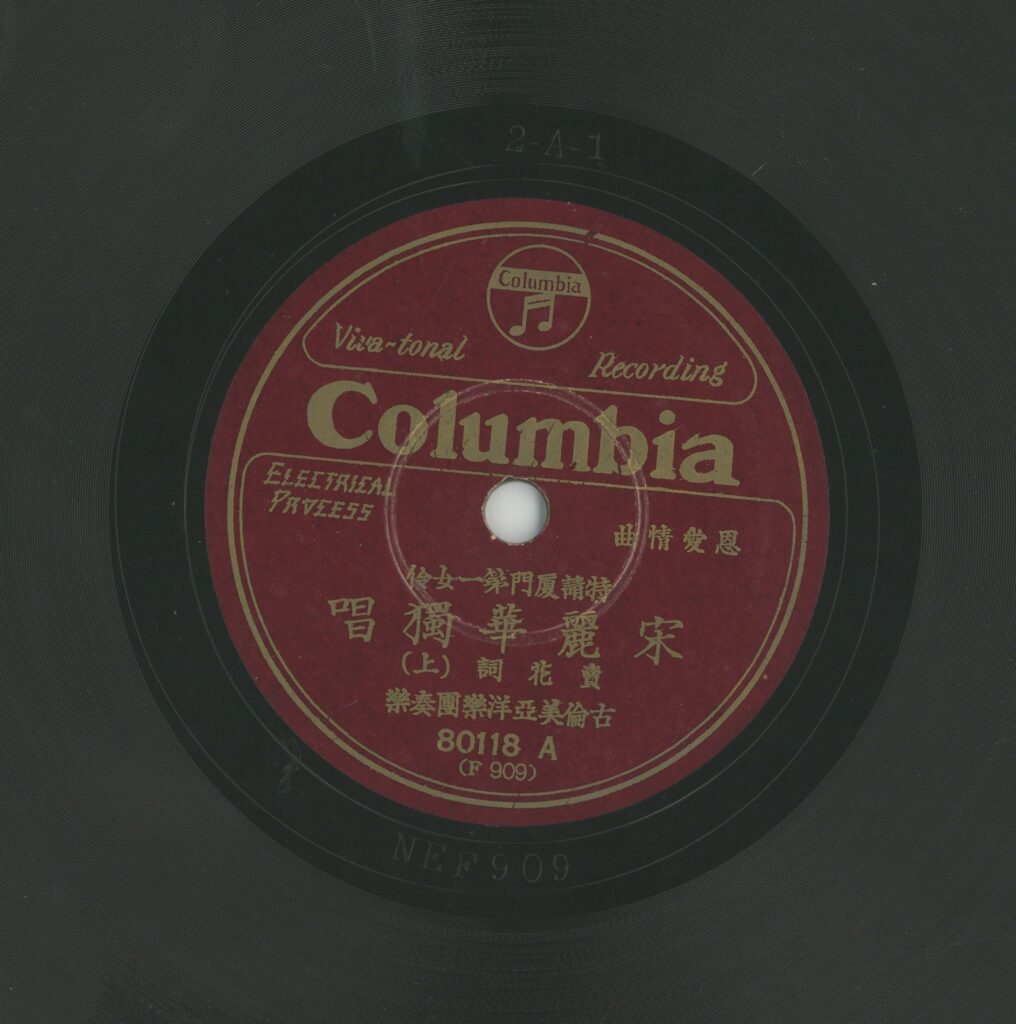 2-A-1
Columbia
Viva-tonal Recording
Columbia
ELECTRICAL
PROCESS
恩愛情曲
特請厦門第一女伶
宋麗華獨唱
賣花詞(上)
古倫美亞洋樂團奏樂
80118 A
(F 909)
NEF909